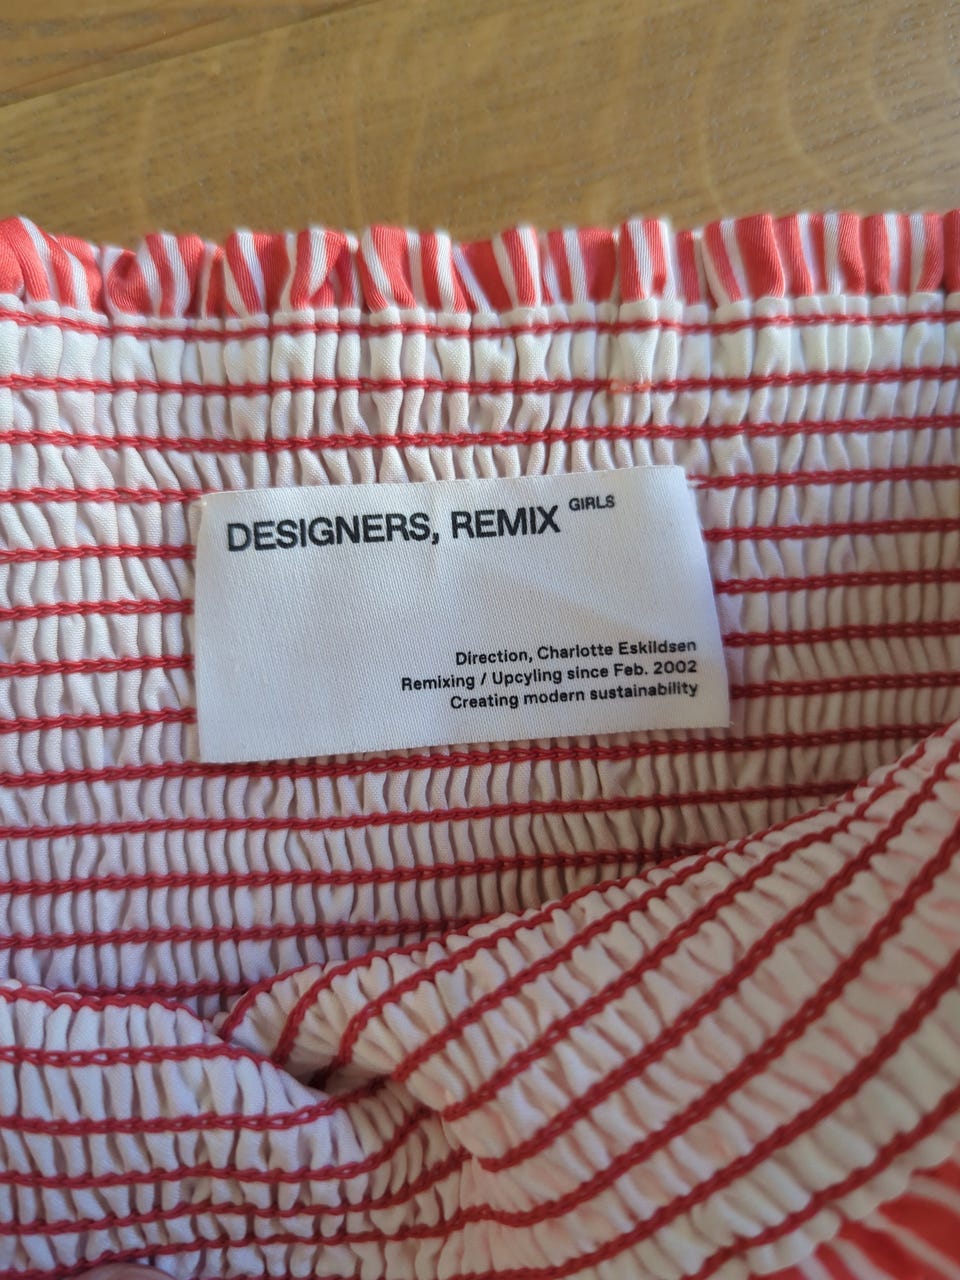 DESIGNERS, REMIX GIRLS
Direction, Charlotte Eskildsen
Remixing / Upcyling since Feb. 2002
Creating modern sustainability